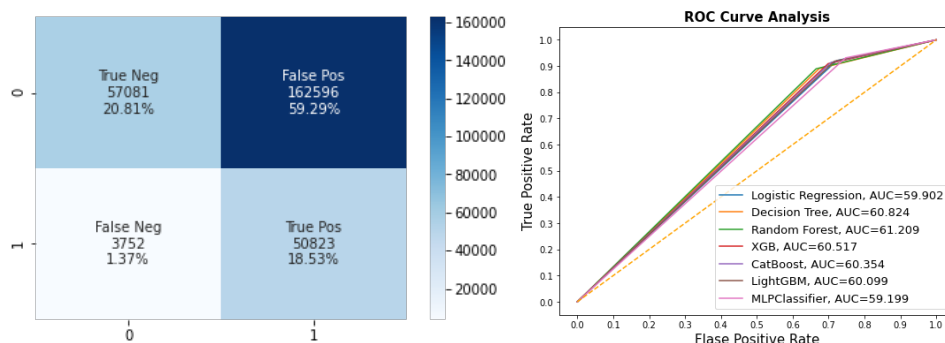 True Neg
57081
20.81%
False Pos
162596
59.29%
False Neg
3752
1.37%
True Pos
50823
18.53%
0
1
0
1
160000
140000
120000
100000
80000
60000
40000
20000
ROC Curve Analysis
True Positive Rate
1.0
0.9
0.8
0.7
0.6
0.5
0.4
0.3
0.2
0.1
0.0
Logistic Regression, AUC=59.902
Decision Tree, AUC=60.824
Random Forest, AUC=61.209
XGB, AUC=60.517
CatBoost, AUC=60.354
LightGBM, AUC=60.099
MLPClassifier, AUC=59.199
0.0 0.1 0.2 0.3 0.4 0.5 0.6 0.7 0.8 0.9 1.0
Flase Positive Rate